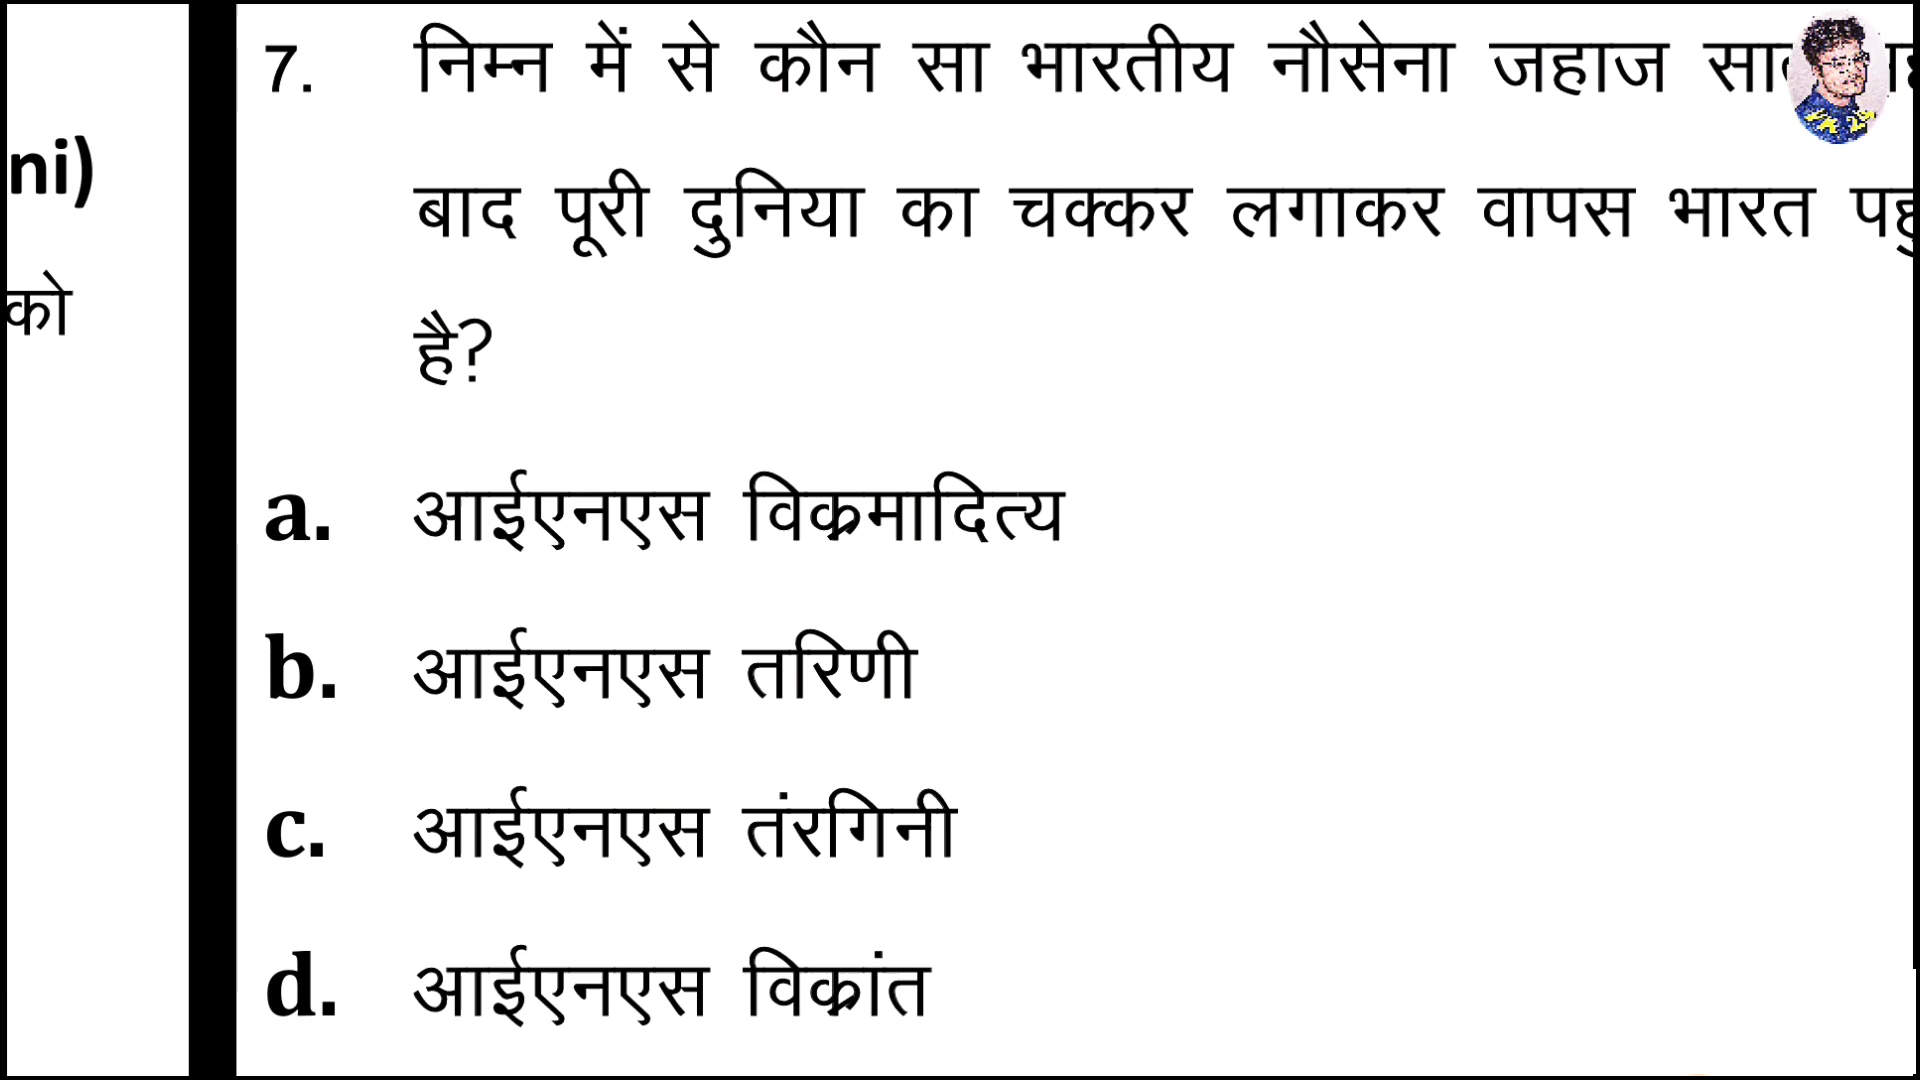 ni)
को
7. निम्न में से कौन सा भारतीय नौसेना जहाज
बाद पूरी दुनिया का चक्कर लगाकर वापस भारत
है?
a. आईएनएस विक्रमादित्य
b. आईएनएस तरिणी
c. आईएनएस तंरगिनी
d. आईएनएस विक्रांत